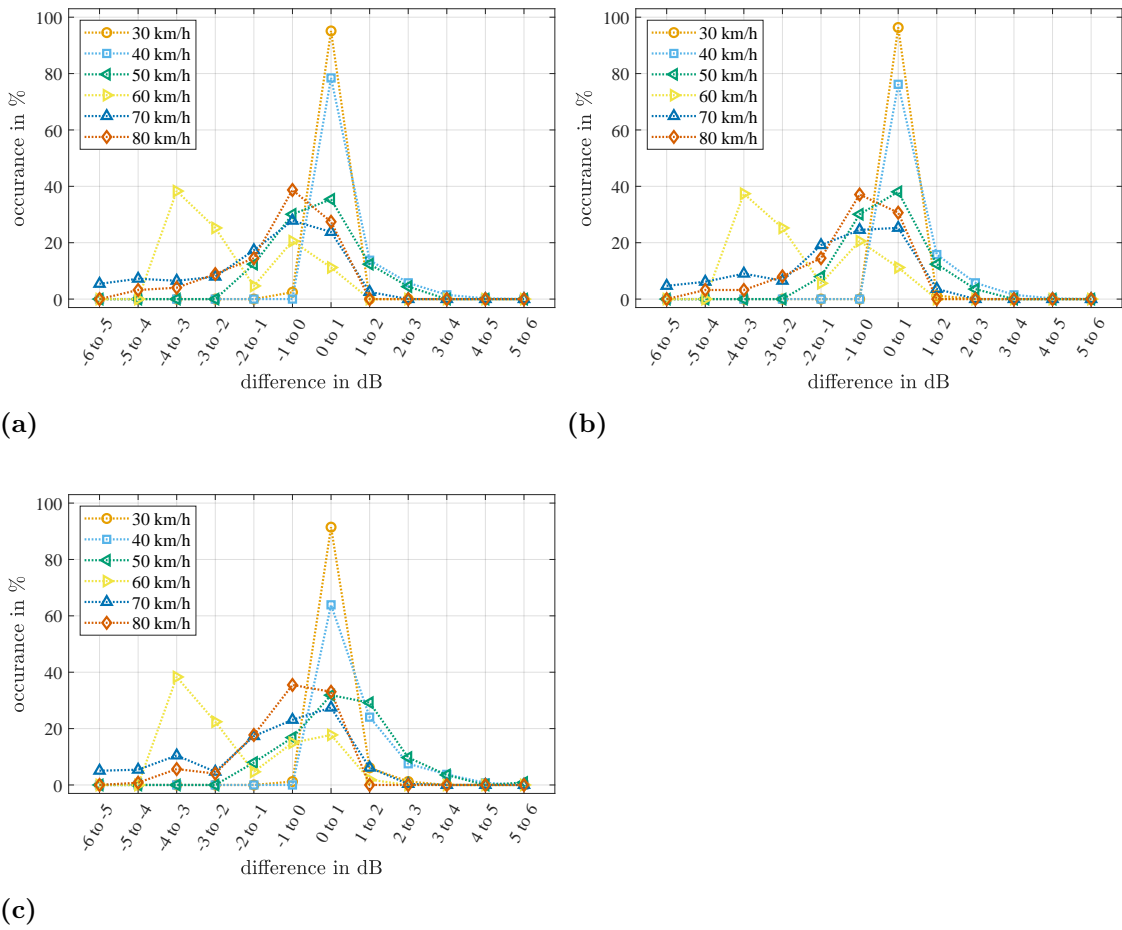 100
80
60
40
20
0
occurance in %
30 km/h
40 km/h
50 km/h
60 km/h
70 km/h
80 km/h
-6 to -5
-5 to -4
-4 to -3
-3 to -2
-2 to -1
-1 to 0
0 to 1
1 to 2
2 to 3
3 to 4
4 to 5
5 to 6
difference in dB
(a)
100
80
60
40
20
0
occurance in %
30 km/h
40 km/h
50 km/h
60 km/h
70 km/h
80 km/h
-6 to -5
-5 to -4
-4 to -3
-3 to -2
-2 to -1
-1 to 0
0 to 1
1 to 2
2 to 3
3 to 4
4 to 5
5 to 6
difference in dB
(b)
100
80
60
40
20
0
occurance in %
30 km/h
40 km/h
50 km/h
60 km/h
70 km/h
80 km/h
-6 to -5
-5 to -4
-4 to -3
-3 to -2
-2 to -1
-1 to 0
0 to 1
1 to 2
2 to 3
3 to 4
4 to 5
5 to 6
difference in dB
(c)